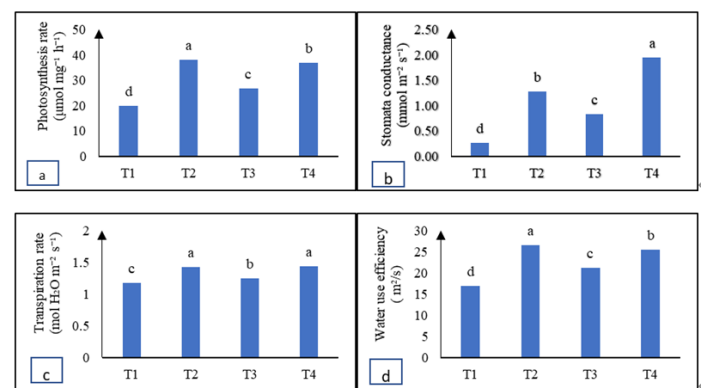 Photosynthesis rate
(µmol mg⁻¹ h⁻¹)
50
40
30
20
10
0
d
a
c
b
T1 T2 T3 T4
a
Stomata conductance
(mmol m⁻² s⁻¹)
2.50
2.00
1.50
1.00
0.50
0.00
d
b
c
a
T1 T2 T3 T4
b
Transpiration rate
(mol H₂O m⁻² s⁻¹)
2
1.5
1
0.5
0
c
a
b
a
T1 T2 T3 T4
c
Water use efficiency
( m²/s)
30
25
20
15
10
5
0
d
a
c
b
T1 T2 T3 T4
d